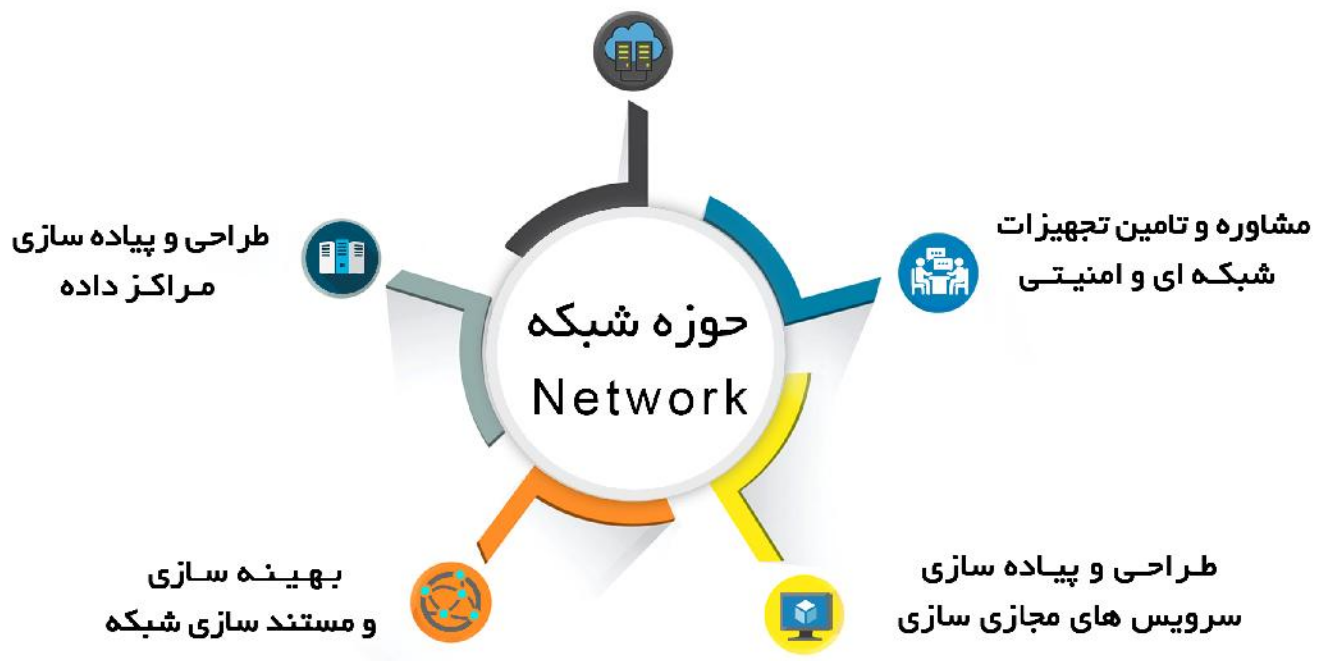 مشاوره و تامین تجهیزات
شبکه ای و امنیتی
طراحی و پیاده سازی
مراکز داده
حوزه شبکه
Network
طراحی و پیاده سازی
سرویس های مجازی سازی
بهینه سازی
و مستند سازی شبکه